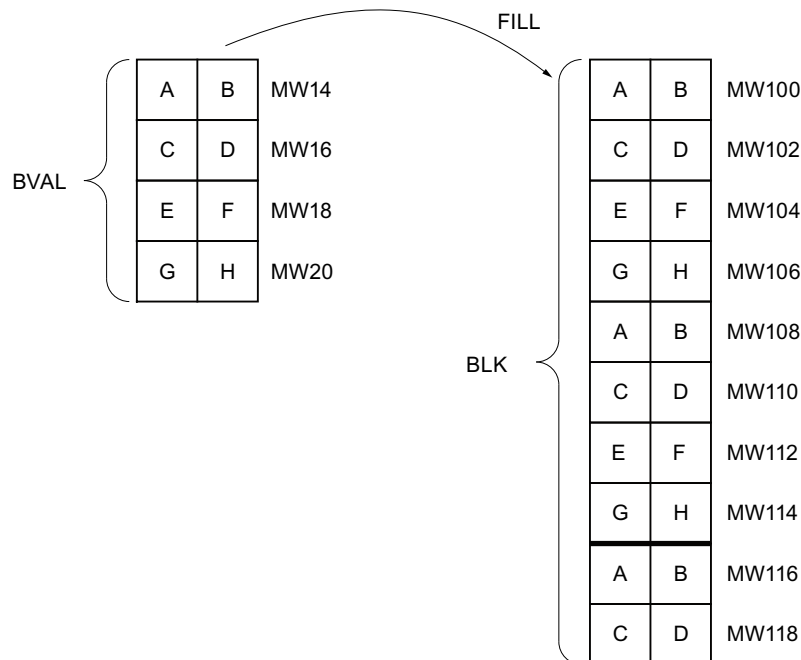 FILL
A B MW14
C D MW16
BVAL
E F MW18
G H MW20
A B MW100
C D MW102
E F MW104
G H MW106
A B MW108
BLK
C D MW110
E F MW112
G H MW114
A B MW116
C D MW118